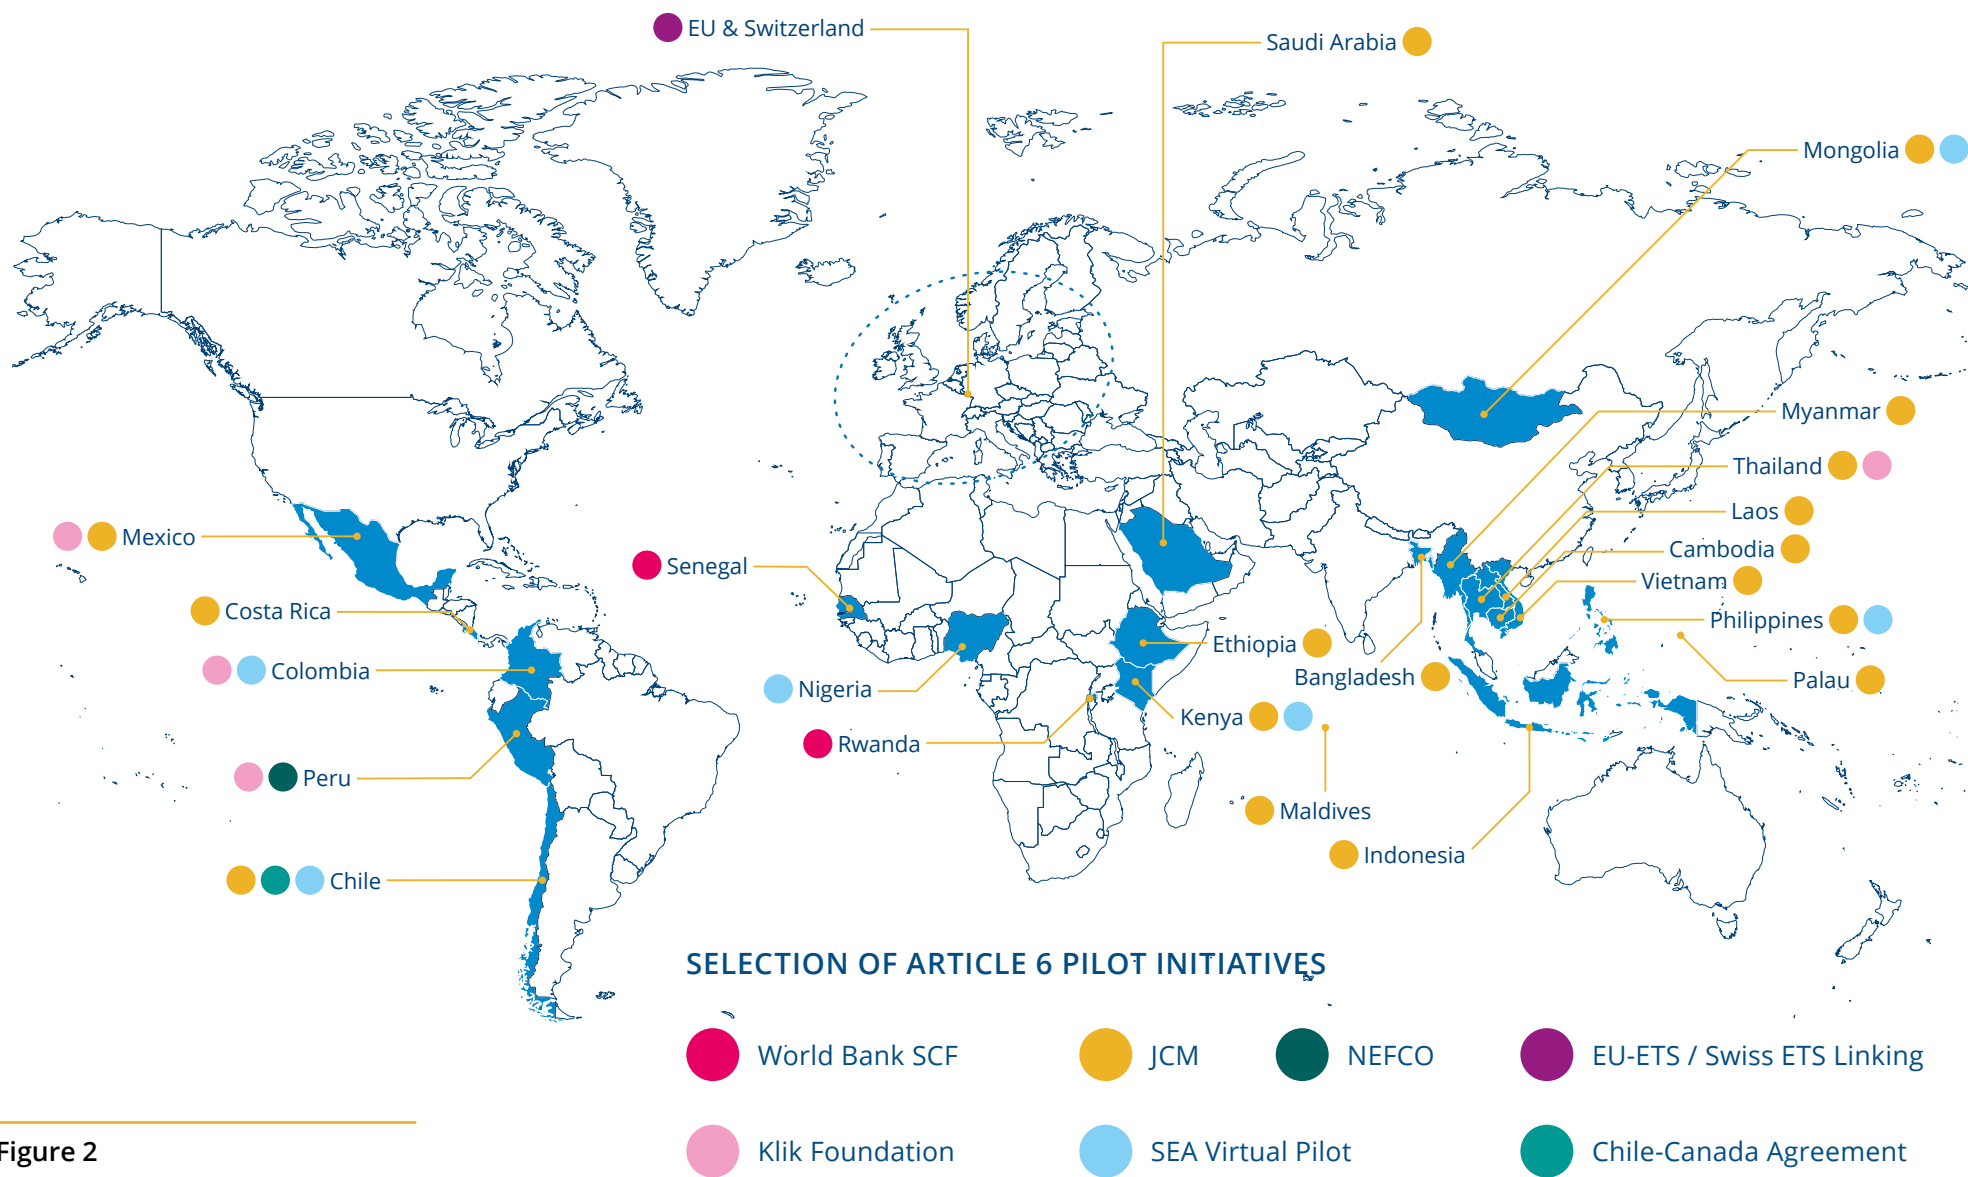 EU & Switzerland
Saudi Arabia
Mongolia
Myanmar
Thailand
Laos
Cambodia
Vietnam
Philippines
Palau
Mexico
Senegal
Costa Rica
Ethiopia
Colombia
Bangladesh
Nigeria
Kenya
Rwanda
Peru
Maldives
Indonesia
Chile
SELECTION OF ARTICLE 6 PILOT INITIATIVES
World Bank SCF
JCM
NEFCO
EU-ETS / Swiss ETS Linking
Klik Foundation
SEA Virtual Pilot
Chile-Canada Agreement
Figure 2